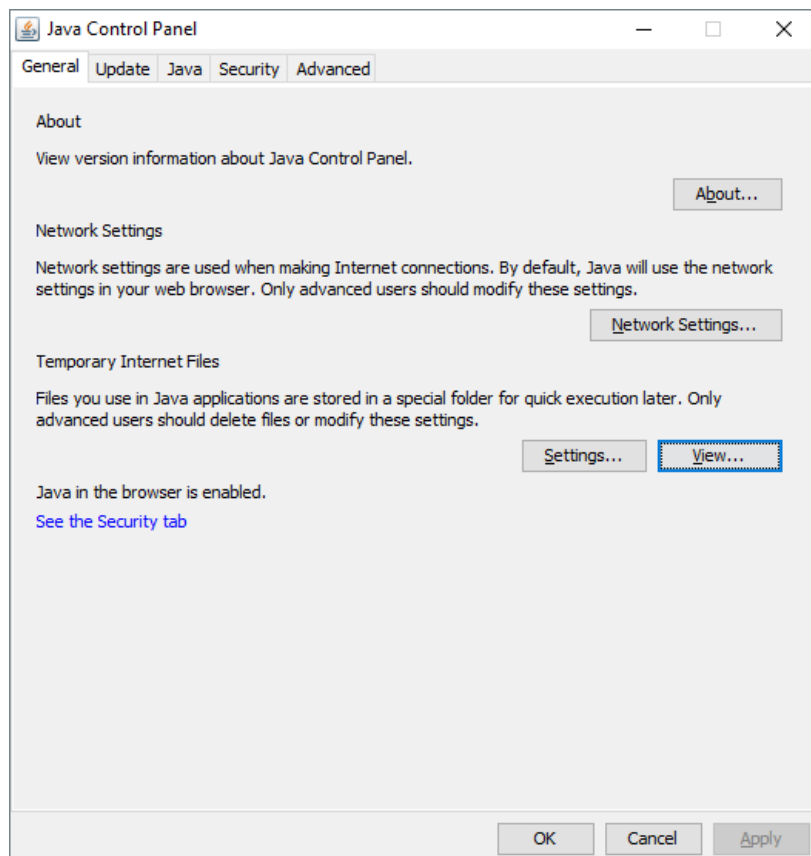 Java Control Panel
General Update Java Security Advanced
About
View version information about Java Control Panel.
About...
Network Settings
Network settings are used when making Internet connections. By default, Java will use the network
settings in your web browser. Only advanced users should modify these settings.
Network Settings...
Temporary Internet Files
Files you use in Java applications are stored in a special folder for quick execution later. Only
advanced users should delete files or modify these settings.
Settings... View...
Java in the browser is enabled.
See the Security tab
OK Cancel Apply